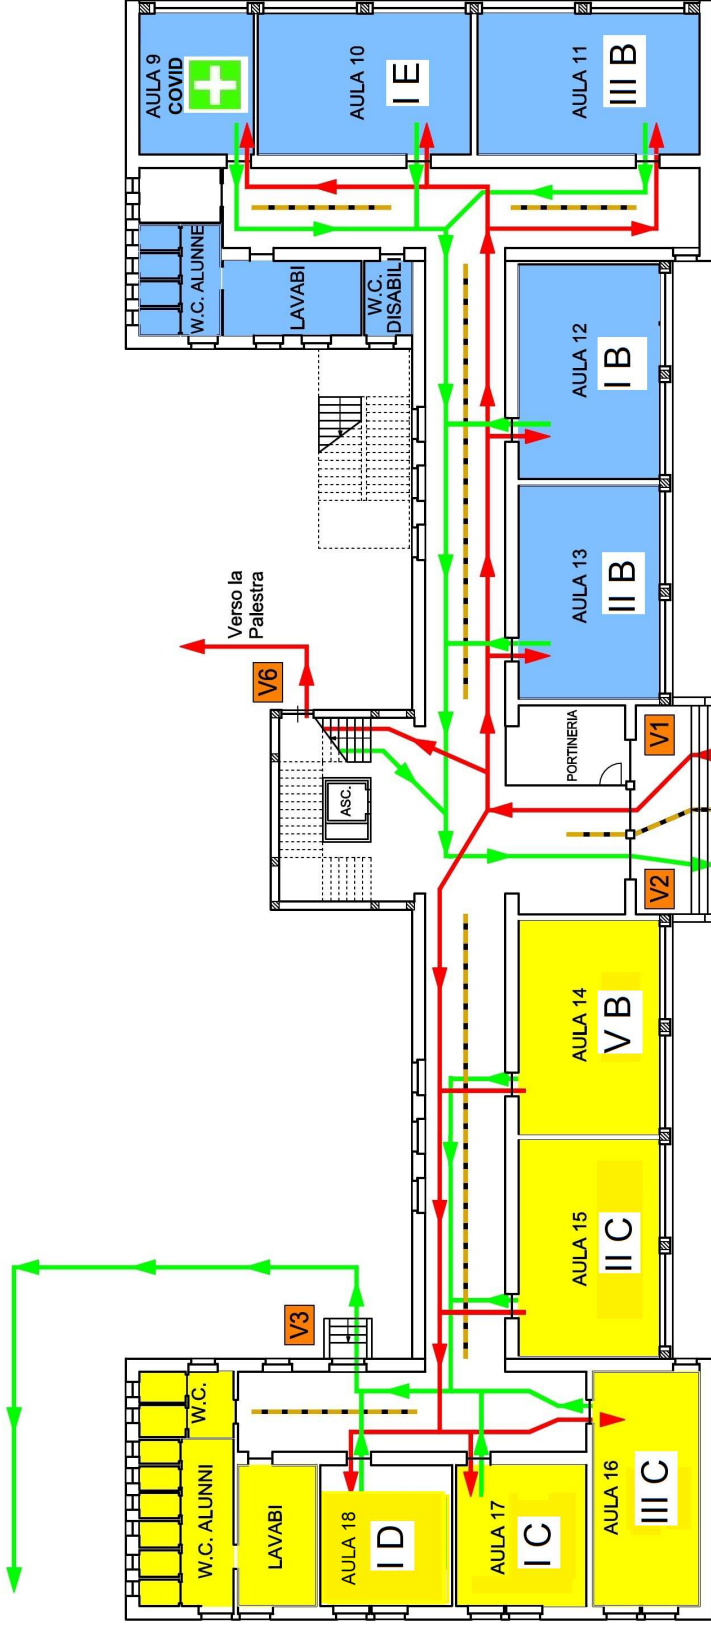 AULA 9
COVID
AULA 10
I E
AULA 11
III B
W.C. ALUNNE
LAVABI
W.C.
DISABILI
AULA 12
I B
AULA 13
II B
Verso la
Palestra
V6
ASC.
PORTINERIA
V1
V2
AULA 14
V B
AULA 15
II C
V3
W.C.
W.C. ALUNNI
LAVABI
AULA 18
I D
AULA 17
I C
AULA 16
III C